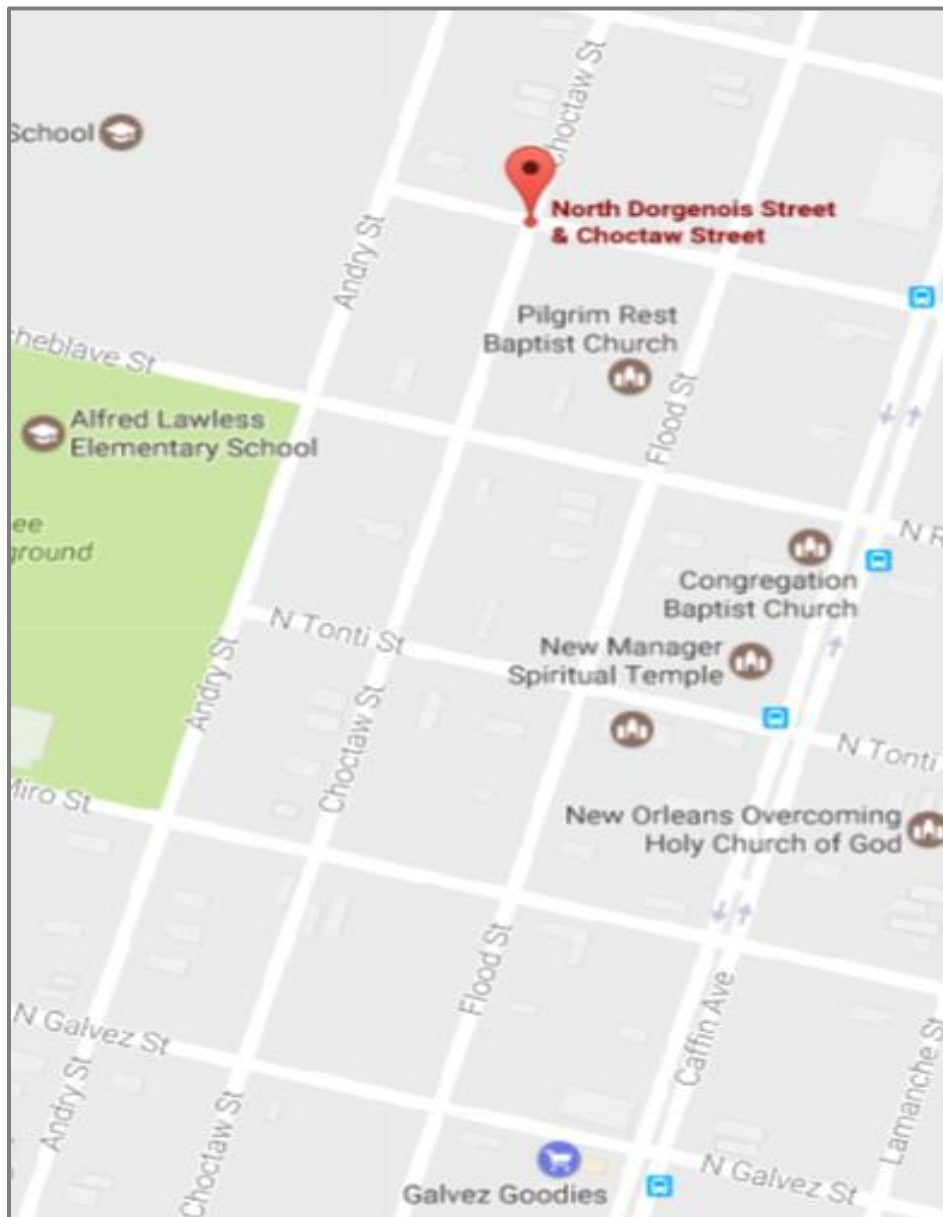 Choctaw St
School
North Dorgenois Street
& Choctaw Street
Andry St
Pilgrim Rest
Baptist Church
cheblave St
Flood St
Alfred Lawless
Elementary School
ee
ground
N R
Congregation
Baptist Church
N Tonti St
New Manager
Spiritual Temple
Andry St
Choctaw St
N Tonti
Miro St
New Orleans Overcoming
Holy Church of God
Flood St
Caffin Ave
N Galvez St
Lamanche St
Andry St
Choctaw St
N Galvez St
Galvez Goodies